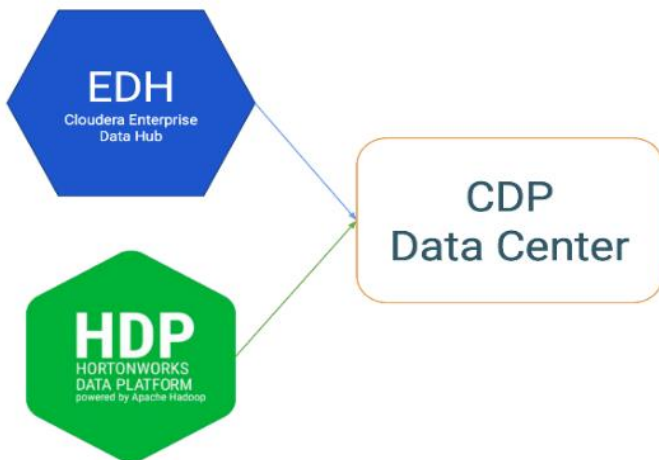 EDH
Cloudera Enterprise
Data Hub
CDP
Data Center
HDP
HORTONWORKS
DATA PLATFORM
powered by Apache Hadoop